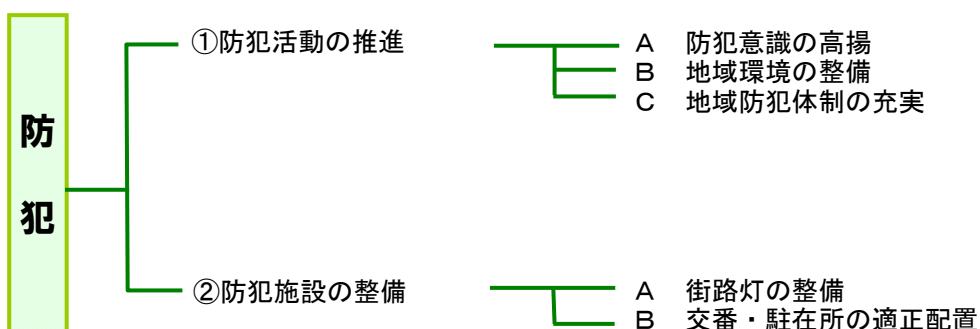 防犯
①防犯活動の推進
A 防犯意識の高揚
B 地域環境の整備
C 地域防犯体制の充実
②防犯施設の整備
A 街路灯の整備
B 交番・駐在所の適正配置